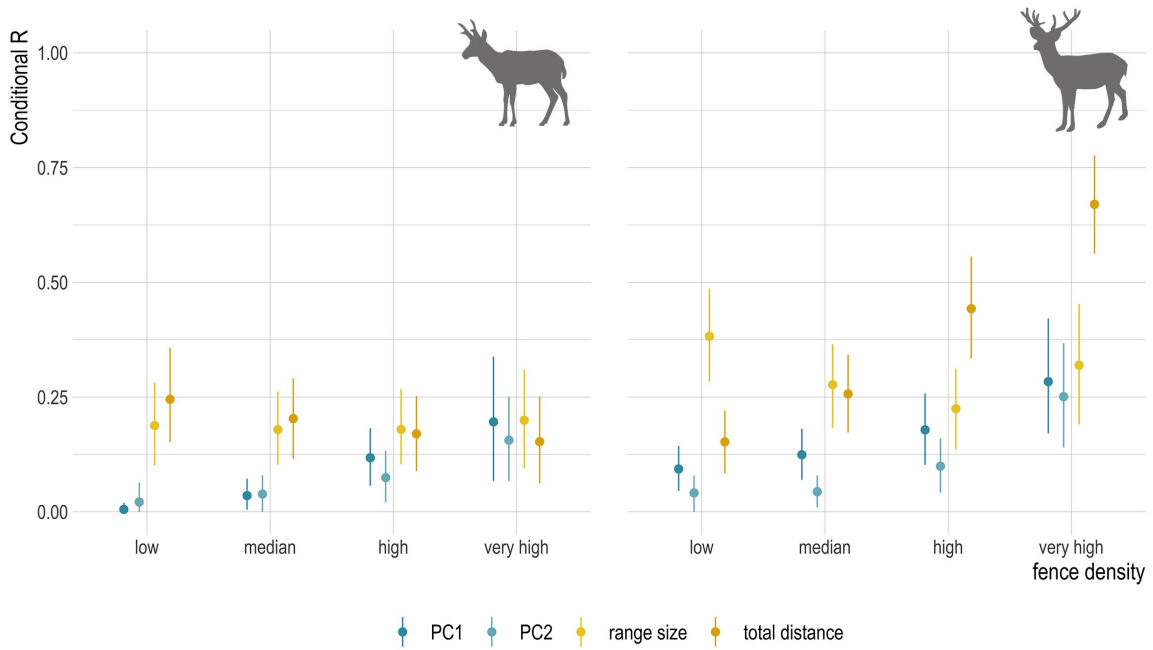 Conditional R
1.00
0.75
0.50
0.25
0.00
low median high very high
low median high very high
fence density
PC1 PC2 range size total distance